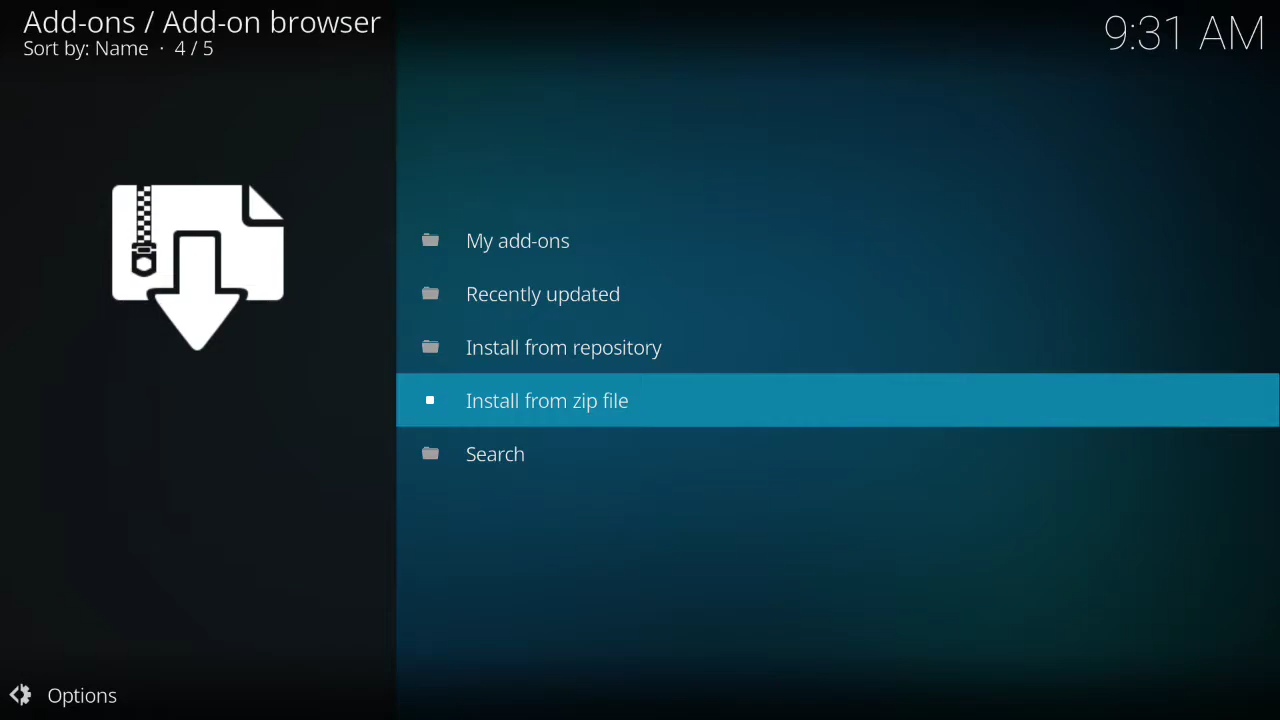 Add-ons / Add-on browser
Sort by: Name · 4 / 5
9:31 AM
My add-ons
Recently updated
Install from repository
Install from zip file
Search
Options